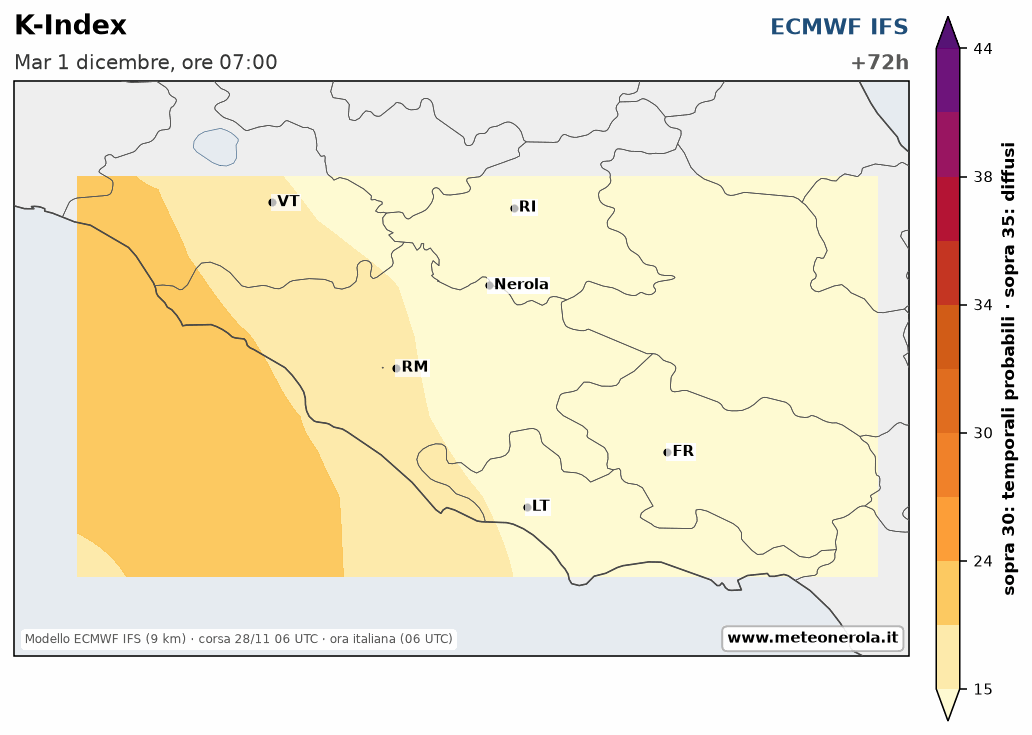 K-Index
ECMWF IFS
Mar 1 dicembre, ore 07:00
+72h
VT
RI
Nerola
RM
FR
LT
Modello ECMWF IFS (9 km) · corsa 28/11 06 UTC · ora italiana (06 UTC)
www.meteonerola.it
44
38
34
30
24
15
sopra 30: temporali probabili · sopra 35: diffusi